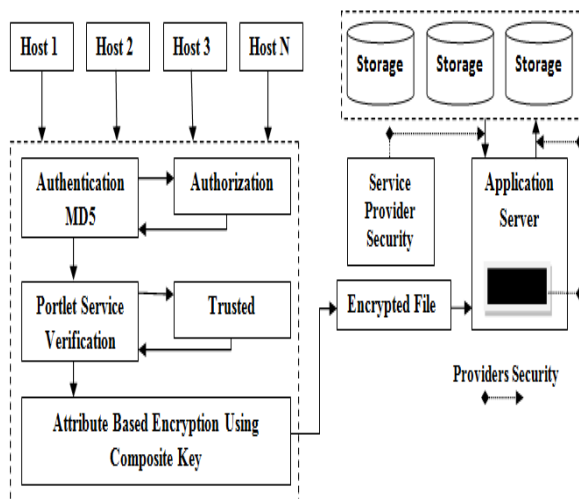 Host 1
Host 2
Host 3
Host N
Storage
Storage
Storage
Authentication
MD5
Authorization
Service
Provider
Security
Application
Server
Portlet Service
Verification
Trusted
Encrypted File
Providers Security
Attribute Based Encryption Using
Composite Key